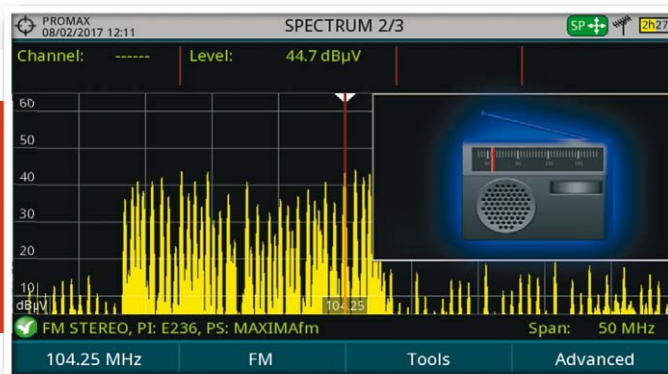 PROMAX
08/02/2017 12:11
SPECTRUM 2/3
SP
2h27
Channel: ------ Level: 44.7 dBµV
60
50
40
30
20
10
dBµV
104.25
FM STEREO, PI: E236, PS: MAXIMAfm Span: 50 MHz
104.25 MHz FM Tools Advanced